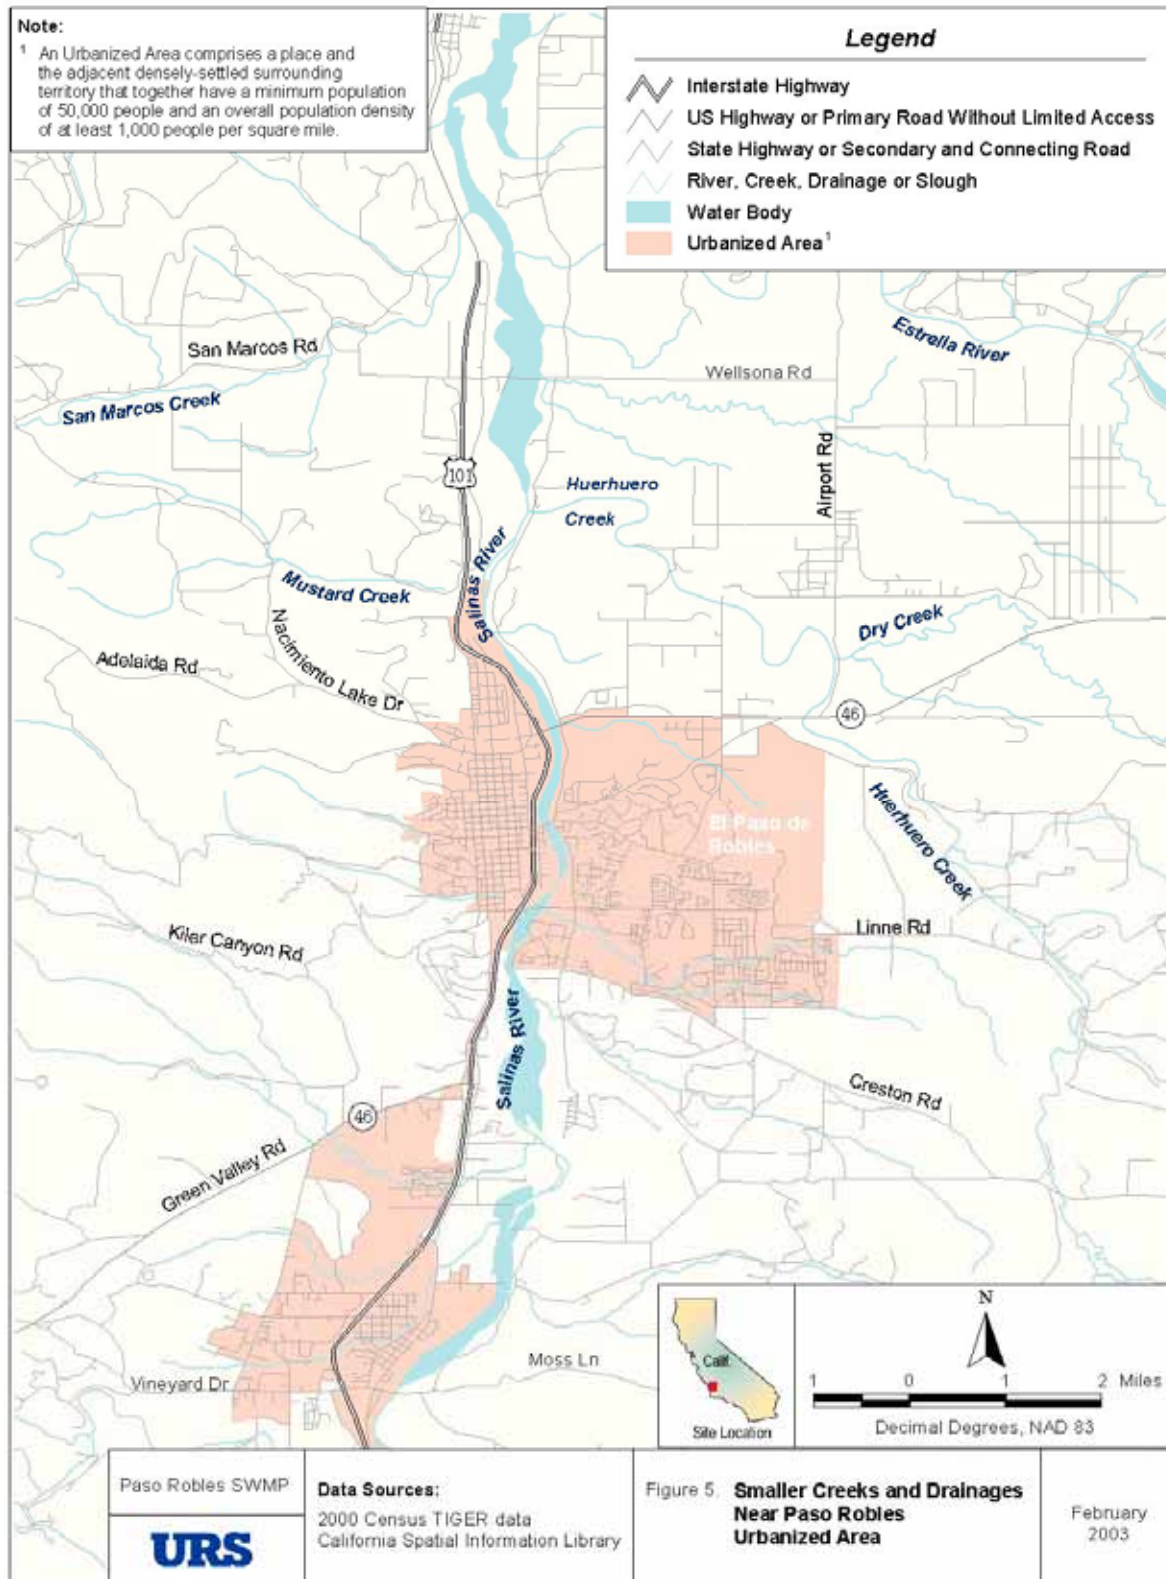 Note:
1 An Urbanized Area comprises a place and
the adjacent densely-settled surrounding
territory that together have a minimum population
of 50,000 people and an overall population density
of at least 1,000 people per square mile.
Legend
Interstate Highway
US Highway or Primary Road Without Limited Access
State Highway or Secondary and Connecting Road
River, Creek, Drainage or Slough
Water Body
Urbanized Area1
Estrella River
San Marcos Rd
Wellsona Rd
San Marcos Creek
Airport Rd
101
Huerhuero
Creek
Salinas River
Mustard Creek
Dry Creek
Nacimiento Lake Dr
Adelaida Rd
46
Huerhuero Creek
El Paso de
Robles
Linne Rd
Kiler Canyon Rd
Salinas River
Creston Rd
46
Green Valley Rd
Moss Ln
Vineyard Dr
Calif.
Site Location
N
1 0 1 2 Miles
Decimal Degrees, NAD 83
Paso Robles SWMP
URS
Data Sources:
2000 Census TIGER data
California Spatial Information Library
Figure 5. Smaller Creeks and Drainages
Near Paso Robles
Urbanized Area
February
2003